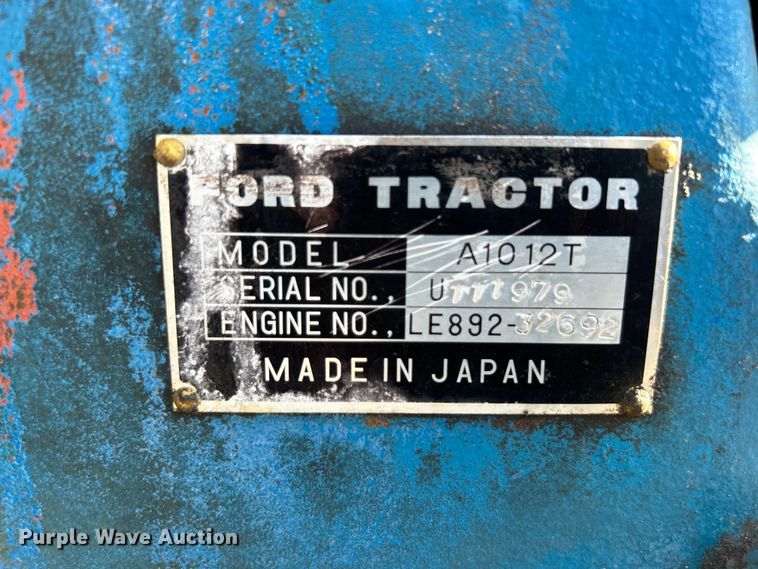 FORD TRACTOR
MODEL A1012T
SERIAL NO., U111979
ENGINE NO., LE892-32692
MADE IN JAPAN
Purple Wave Auction